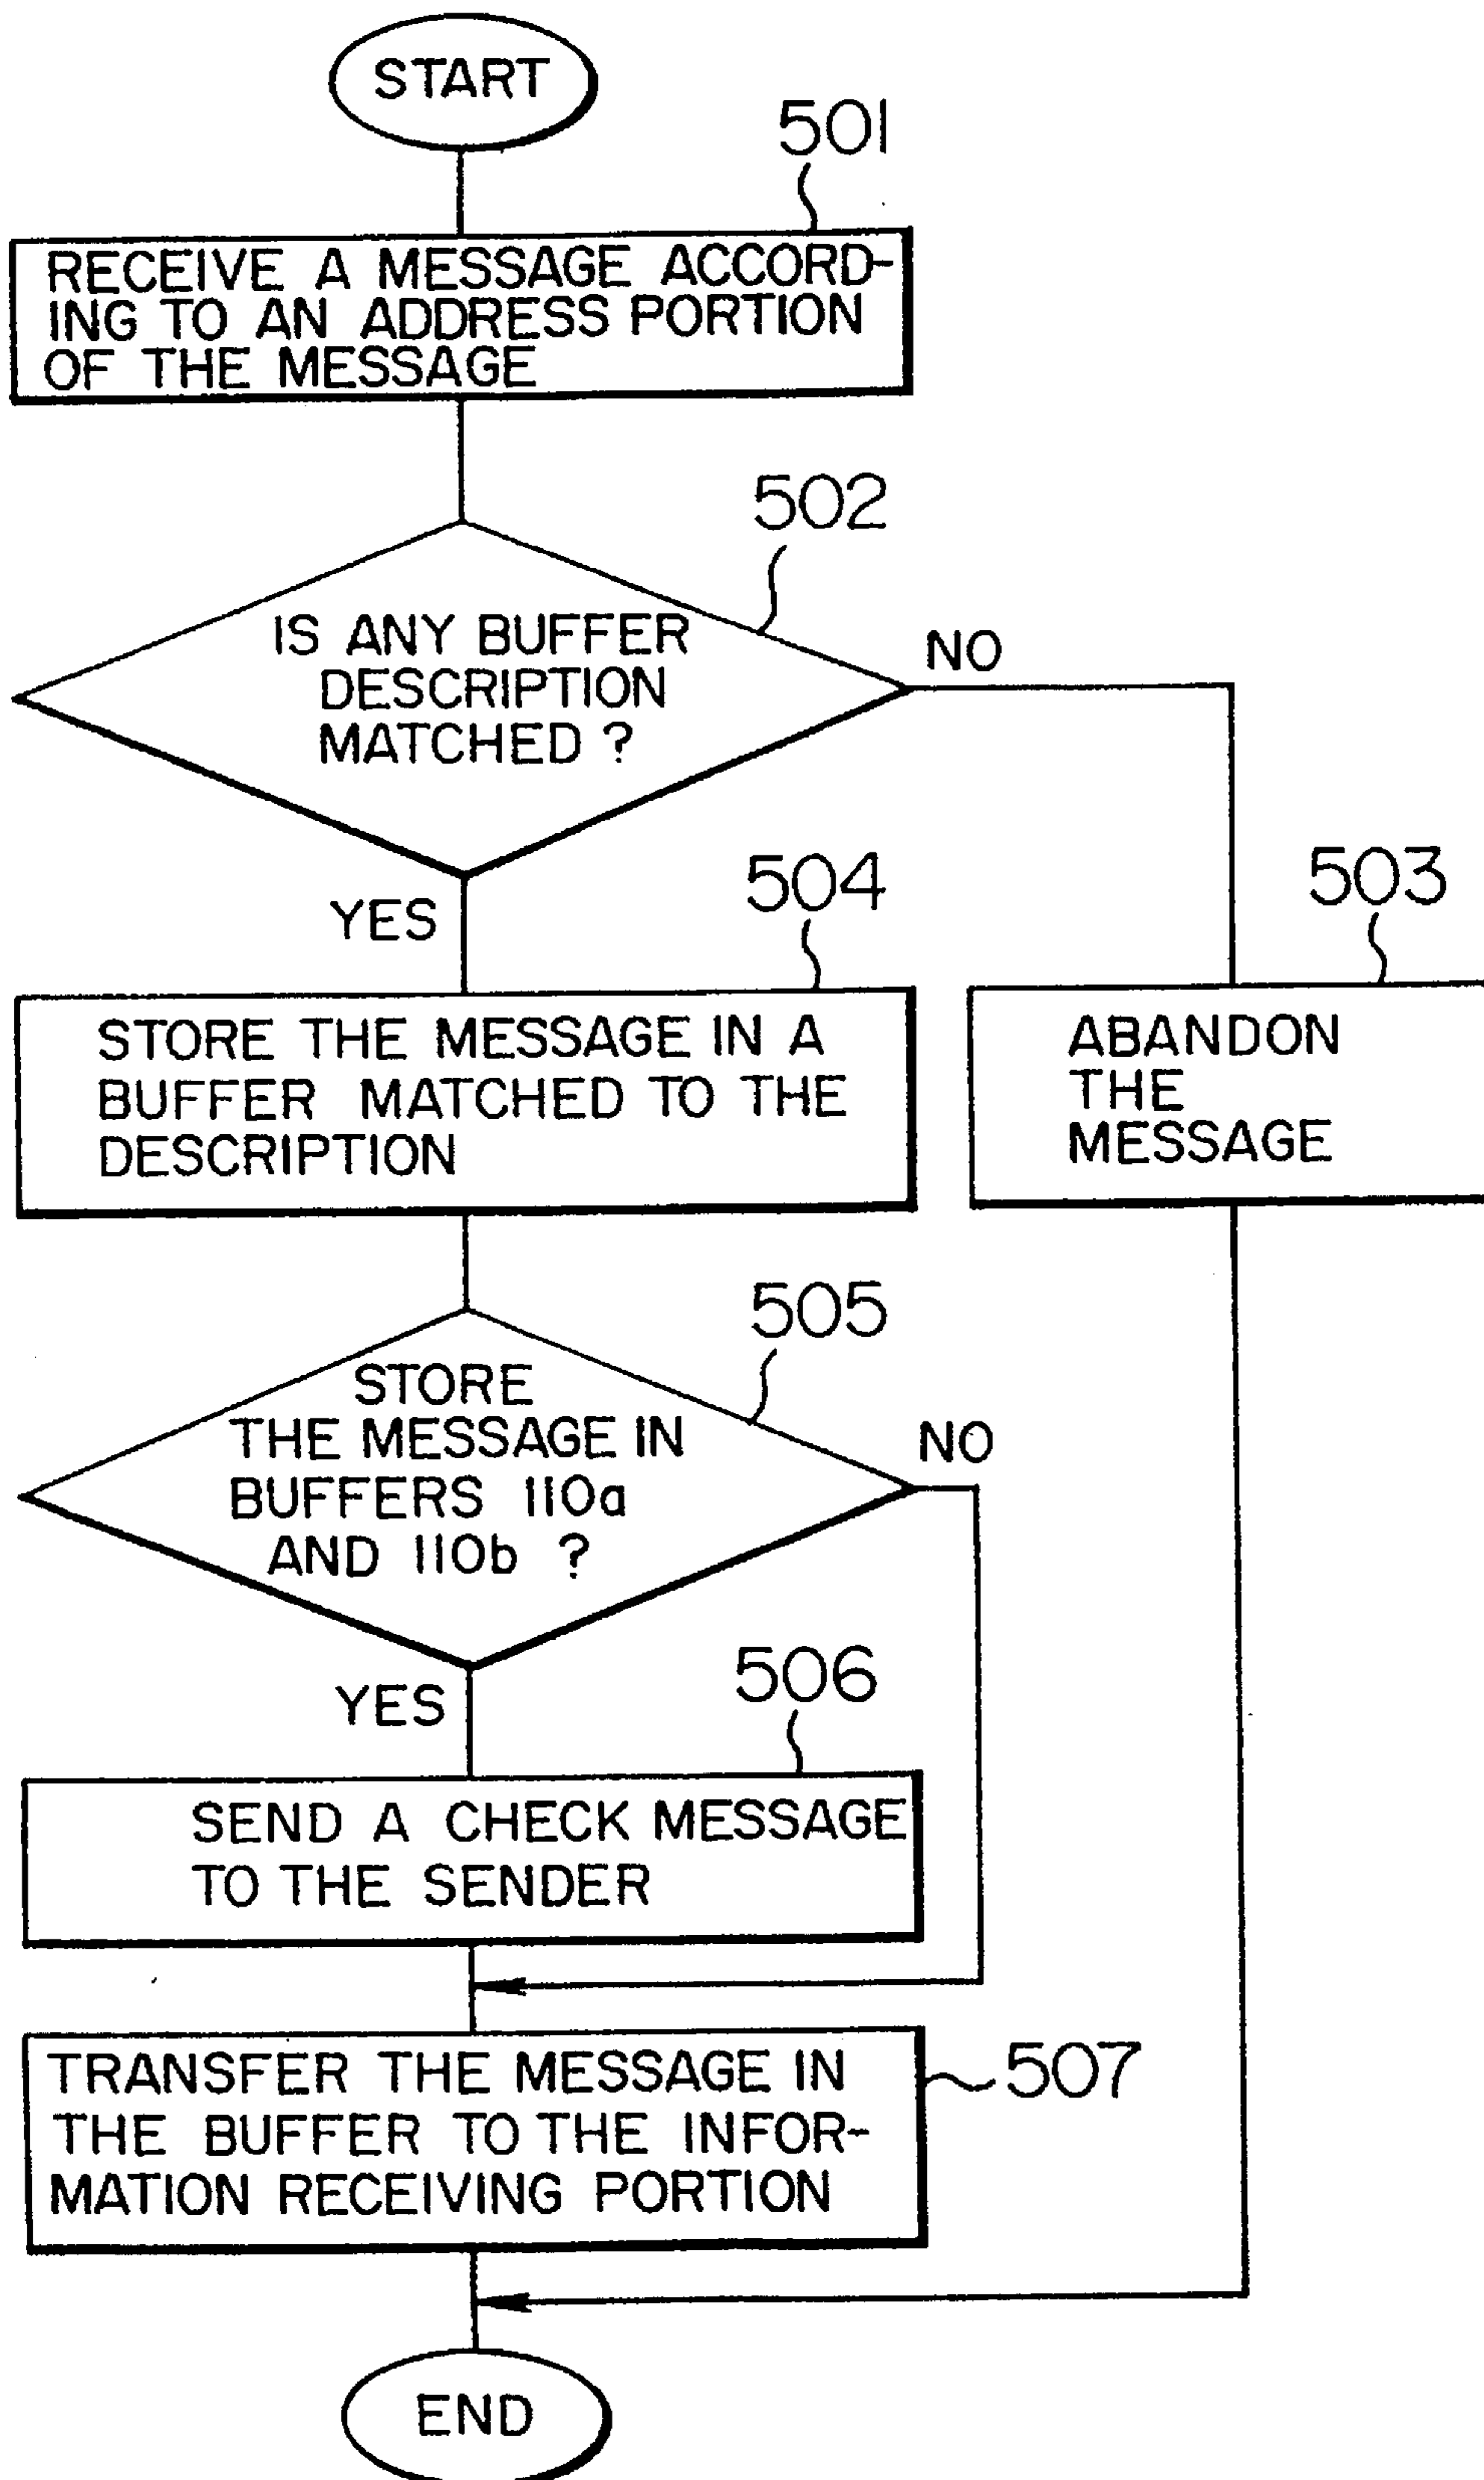 START
501
RECEIVE A MESSAGE ACCORD-
ING TO AN ADDRESS PORTION
OF THE MESSAGE
502
IS ANY BUFFER
DESCRIPTION
MATCHED ?
NO
YES
504
503
STORE THE MESSAGE IN A
BUFFER MATCHED TO THE
DESCRIPTION
ABANDON
THE
MESSAGE
505
STORE
THE MESSAGE IN
BUFFERS 110a
AND 110b ?
NO
YES
506
SEND A CHECK MESSAGE
TO THE SENDER
TRANSFER THE MESSAGE IN
THE BUFFER TO THE INFOR-
MATION RECEIVING PORTION
507
END